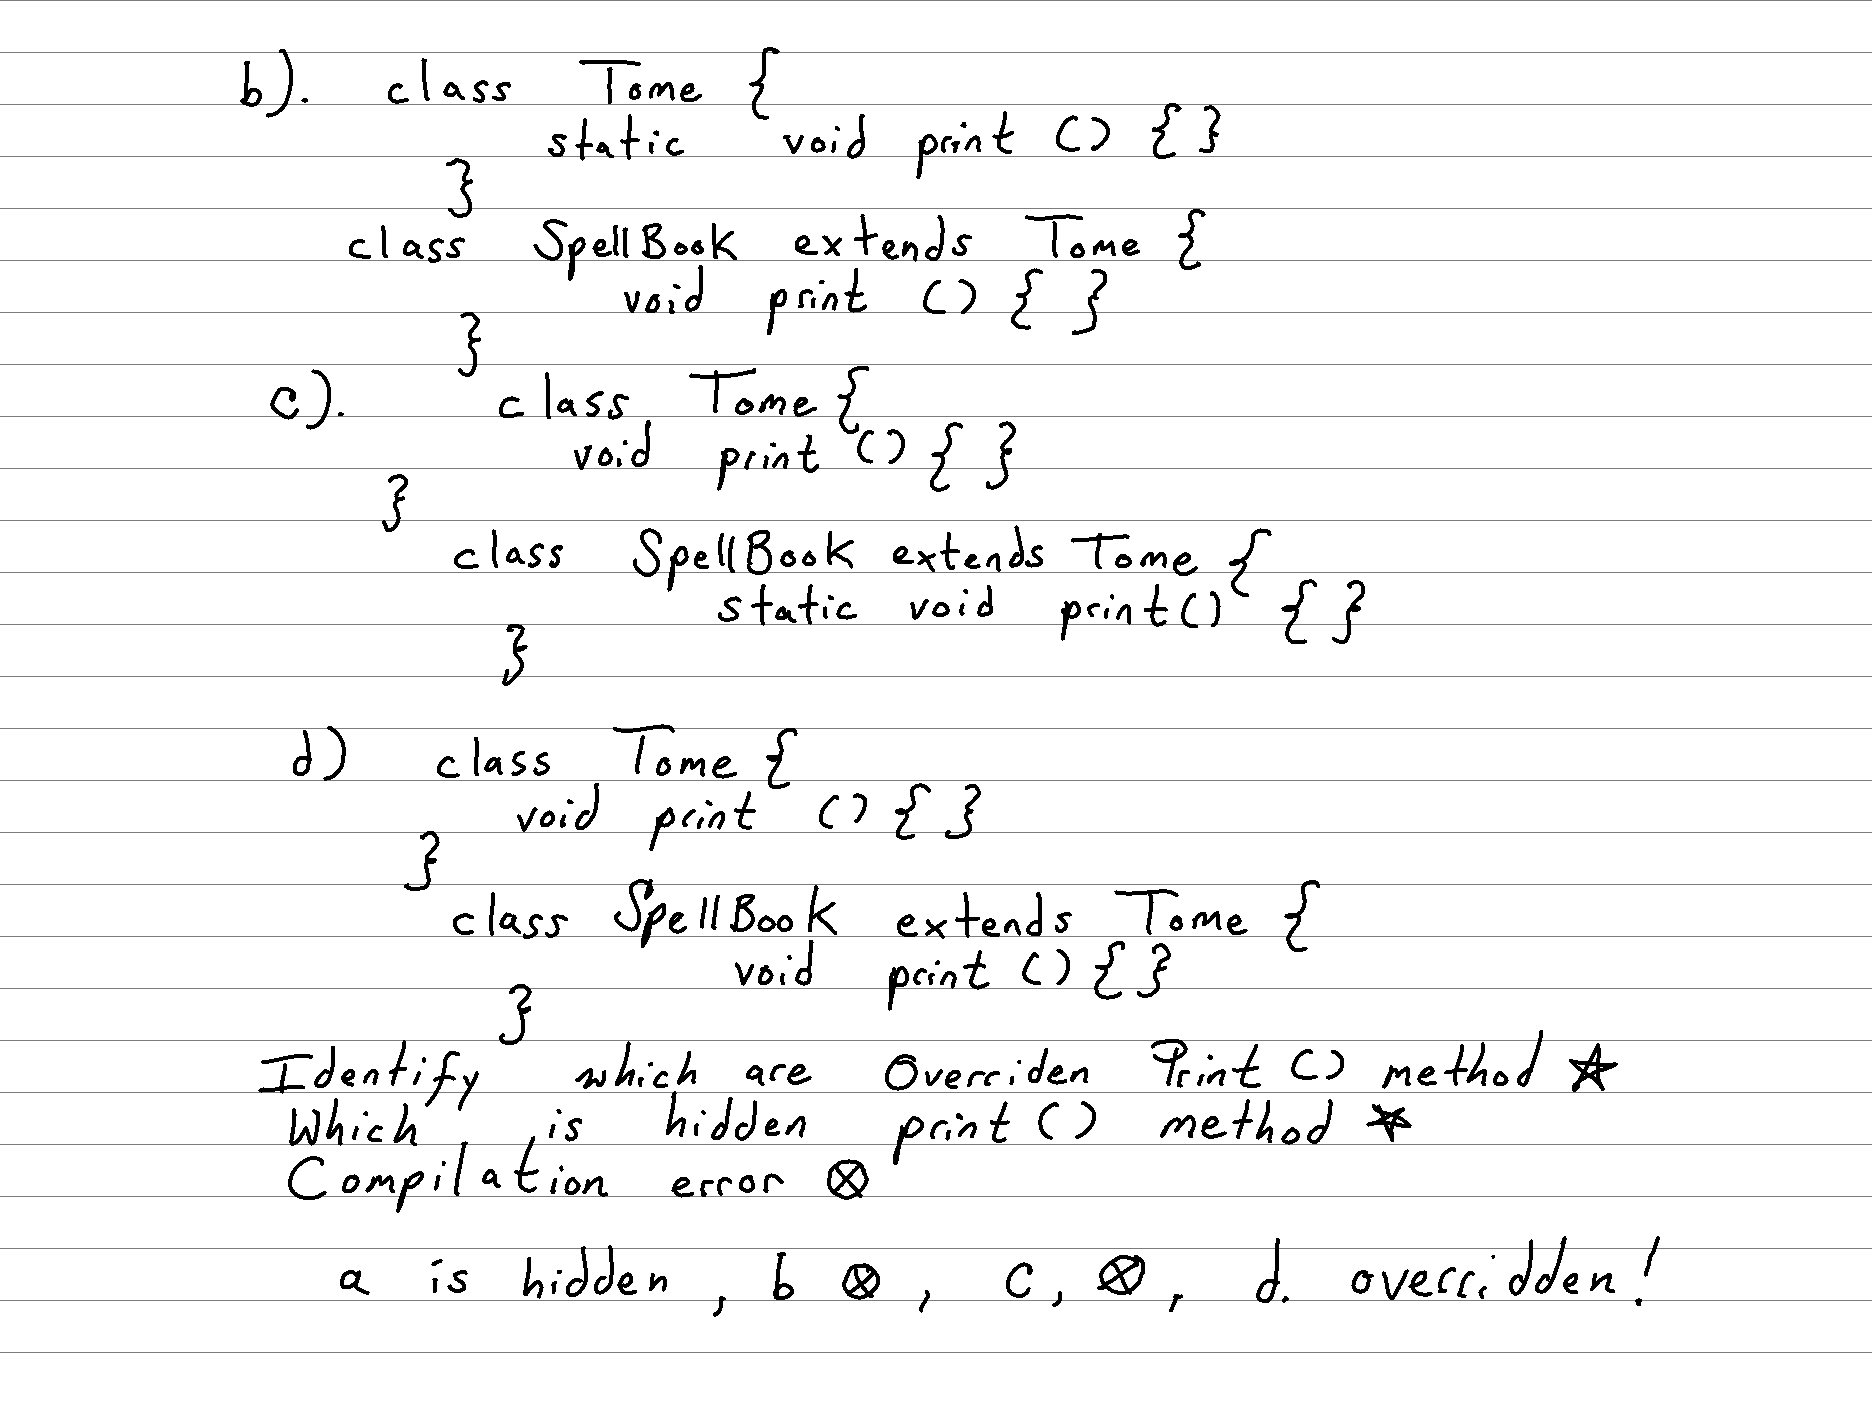 b). class Tome {
static void print () { }
}
class SpellBook extends Tome {
void print () { }
}
c). class Tome {
void print () { }
}
class SpellBook extends Tome {
static void print() { }
}
d) class Tome {
void print () { }
}
class SpellBook extends Tome {
void print () { }
}
Identify which are Overriden Print () method ☆
Which is hidden print () method ☆
Compilation error ⊗
a is hidden, b ⊗, c, ⊗, d. overridden!